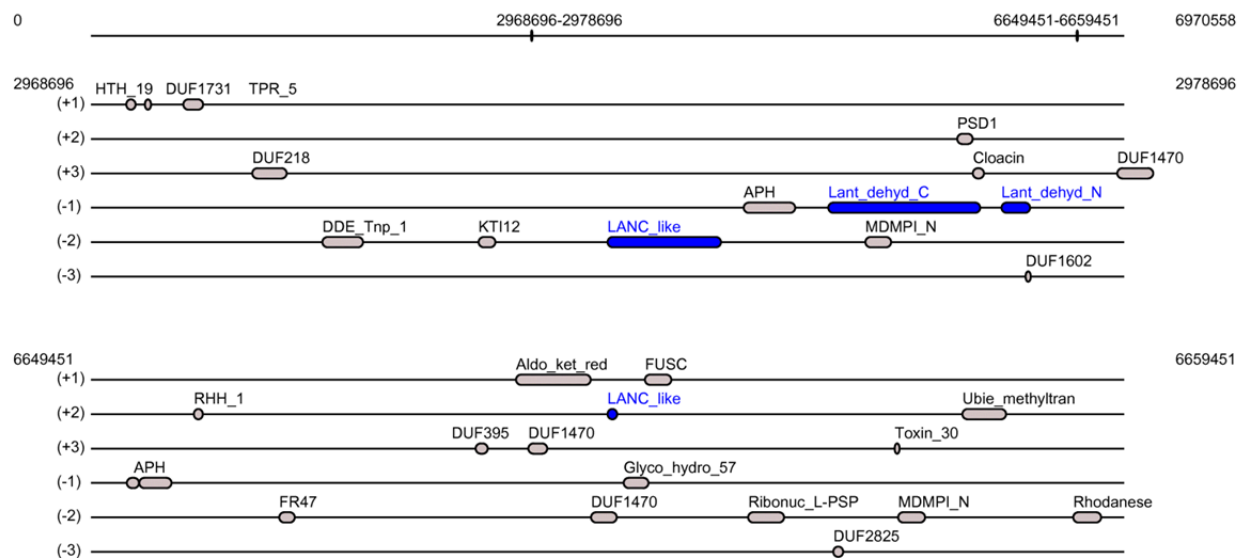 0 2968696-2978696 6649451-6659451 6970558
2968696 HTH_19 DUF1731 TPR_5 2978696
(+1)
PSD1
(+2)
DUF218 Cloacin DUF1470
(+3)
APH Lant_dehyd_C Lant_dehyd_N
(-1)
DDE_Tnp_1 KTI12 LANC_like MDMPI_N
(-2)
DUF1602
(-3)
6649451 Aldo_ket_red FUSC 6659451
(+1)
RHH_1 LANC_like Ubie_methyltran
(+2)
DUF395 DUF1470 Toxin_30
(+3)
APH Glyco_hydro_57
(-1)
FR47 DUF1470 Ribonuc_L-PSP MDMPI_N Rhodanese
(-2)
DUF2825
(-3)